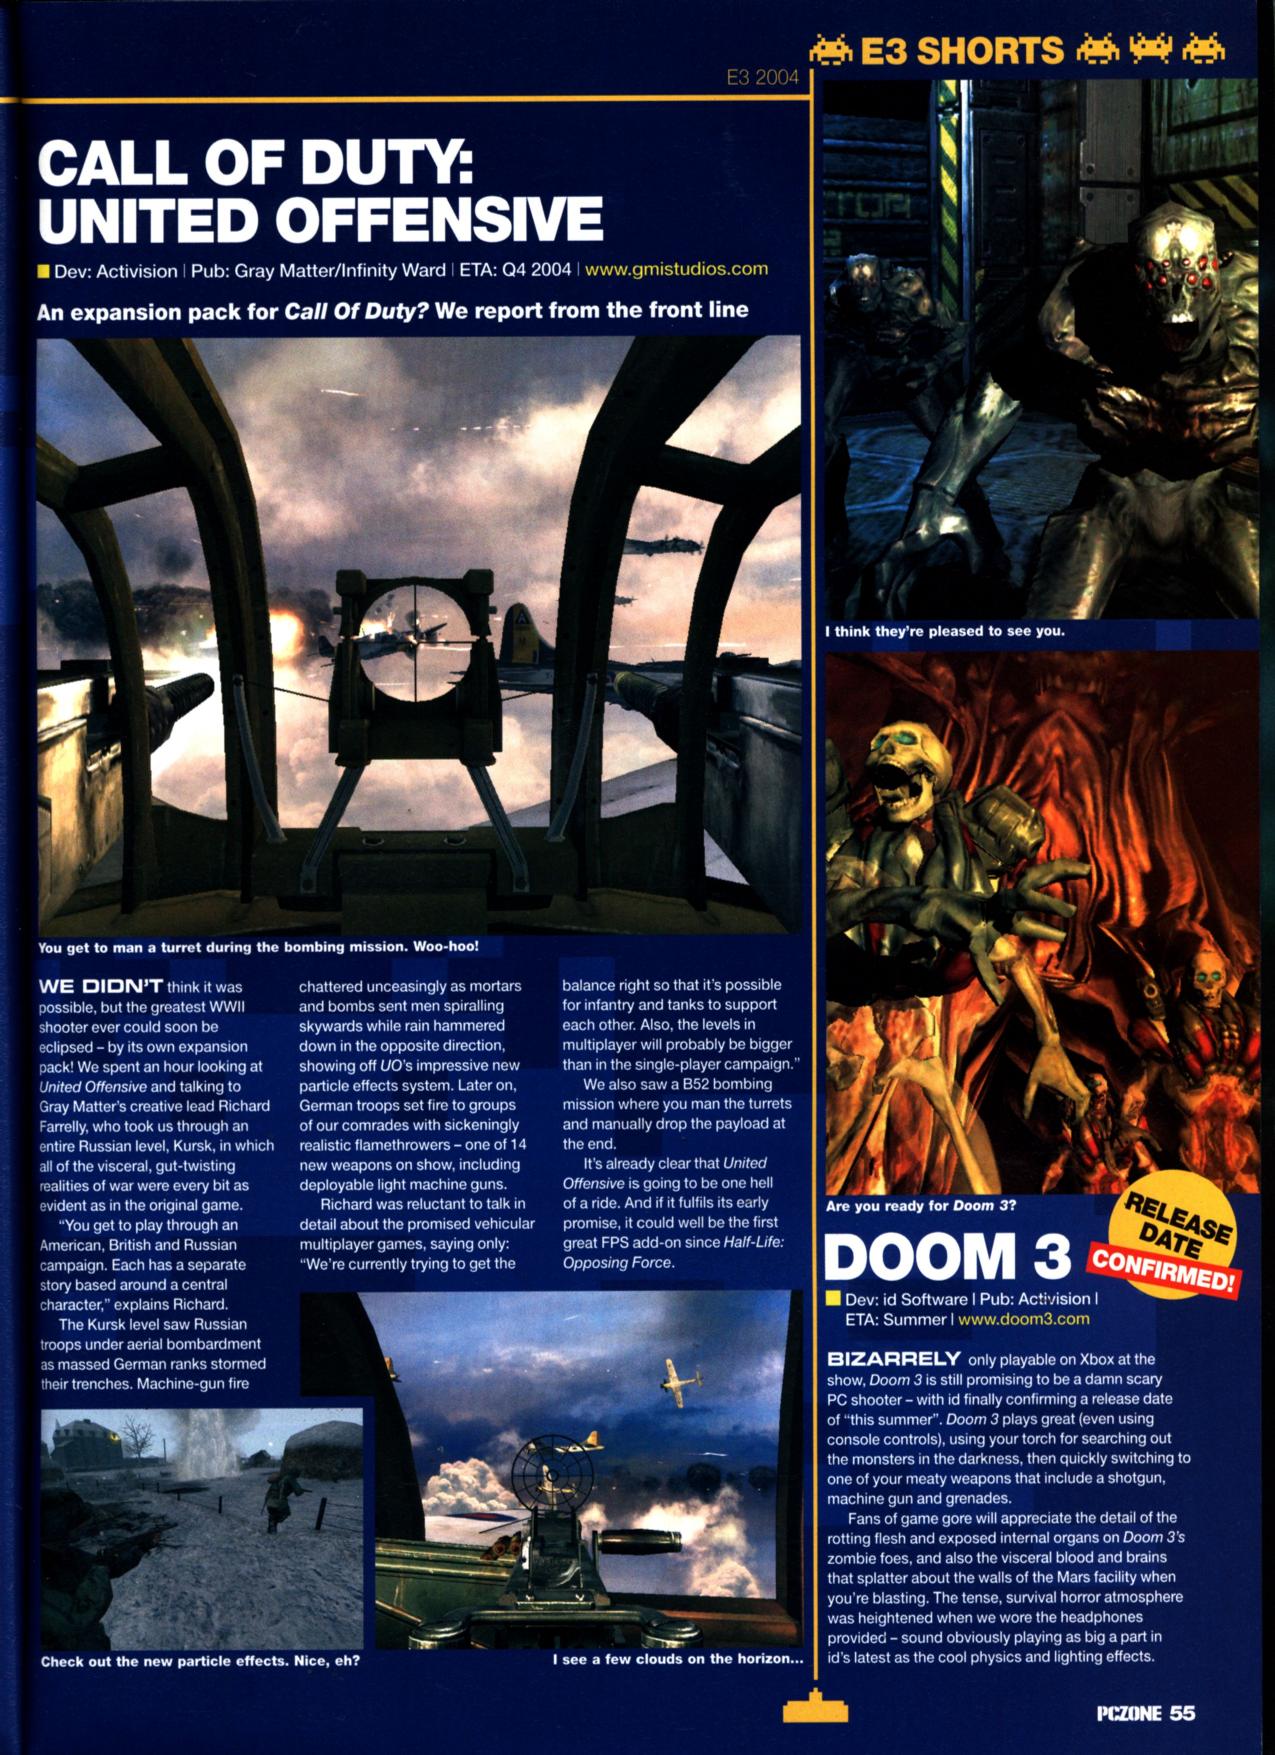 E3 SHORTS
E3 2004
CALL OF DUTY:
UNITED OFFENSIVE
Dev: Activision | Pub: Gray Matter/Infinity Ward | ETA: Q4 2004 | www.gmistudios.com
An expansion pack for Call Of Duty? We report from the front line
You get to man a turret during the bombing mission. Woo-hoo!
WE DIDN'T think it was
possible, but the greatest WWII
shooter ever could soon be
eclipsed – by its own expansion
pack! We spent an hour looking at
United Offensive and talking to
Gray Matter's creative lead Richard
Farrelly, who took us through an
entire Russian level, Kursk, in which
all of the visceral, gut-twisting
realities of war were every bit as
evident as in the original game.
"You get to play through an
American, British and Russian
campaign. Each has a separate
story based around a central
character," explains Richard.
The Kursk level saw Russian
troops under aerial bombardment
as massed German ranks stormed
their trenches. Machine-gun fire
chattered unceasingly as mortars
and bombs sent men spiralling
skywards while rain hammered
down in the opposite direction,
showing off UO's impressive new
particle effects system. Later on,
German troops set fire to groups
of our comrades with sickeningly
realistic flamethrowers – one of 14
new weapons on show, including
deployable light machine guns.
Richard was reluctant to talk in
detail about the promised vehicular
multiplayer games, saying only:
"We're currently trying to get the
balance right so that it's possible
for infantry and tanks to support
each other. Also, the levels in
multiplayer will probably be bigger
than in the single-player campaign."
We also saw a B52 bombing
mission where you man the turrets
and manually drop the payload at
the end.
It's already clear that United
Offensive is going to be one hell
of a ride. And if it fulfils its early
promise, it could well be the first
great FPS add-on since Half-Life:
Opposing Force.
Check out the new particle effects. Nice, eh?
I see a few clouds on the horizon...
I think they're pleased to see you.
Are you ready for Doom 3?
RELEASE
DATE
CONFIRMED!
DOOM 3
Dev: id Software | Pub: Activision |
ETA: Summer | www.doom3.com
BIZARRELY only playable on Xbox at the
show, Doom 3 is still promising to be a damn scary
PC shooter – with id finally confirming a release date
of "this summer". Doom 3 plays great (even using
console controls), using your torch for searching out
the monsters in the darkness, then quickly switching to
one of your meaty weapons that include a shotgun,
machine gun and grenades.
Fans of game gore will appreciate the detail of the
rotting flesh and exposed internal organs on Doom 3's
zombie foes, and also the visceral blood and brains
that splatter about the walls of the Mars facility when
you're blasting. The tense, survival horror atmosphere
was heightened when we wore the headphones
provided – sound obviously playing as big a part in
id's latest as the cool physics and lighting effects.
PCZONE 55